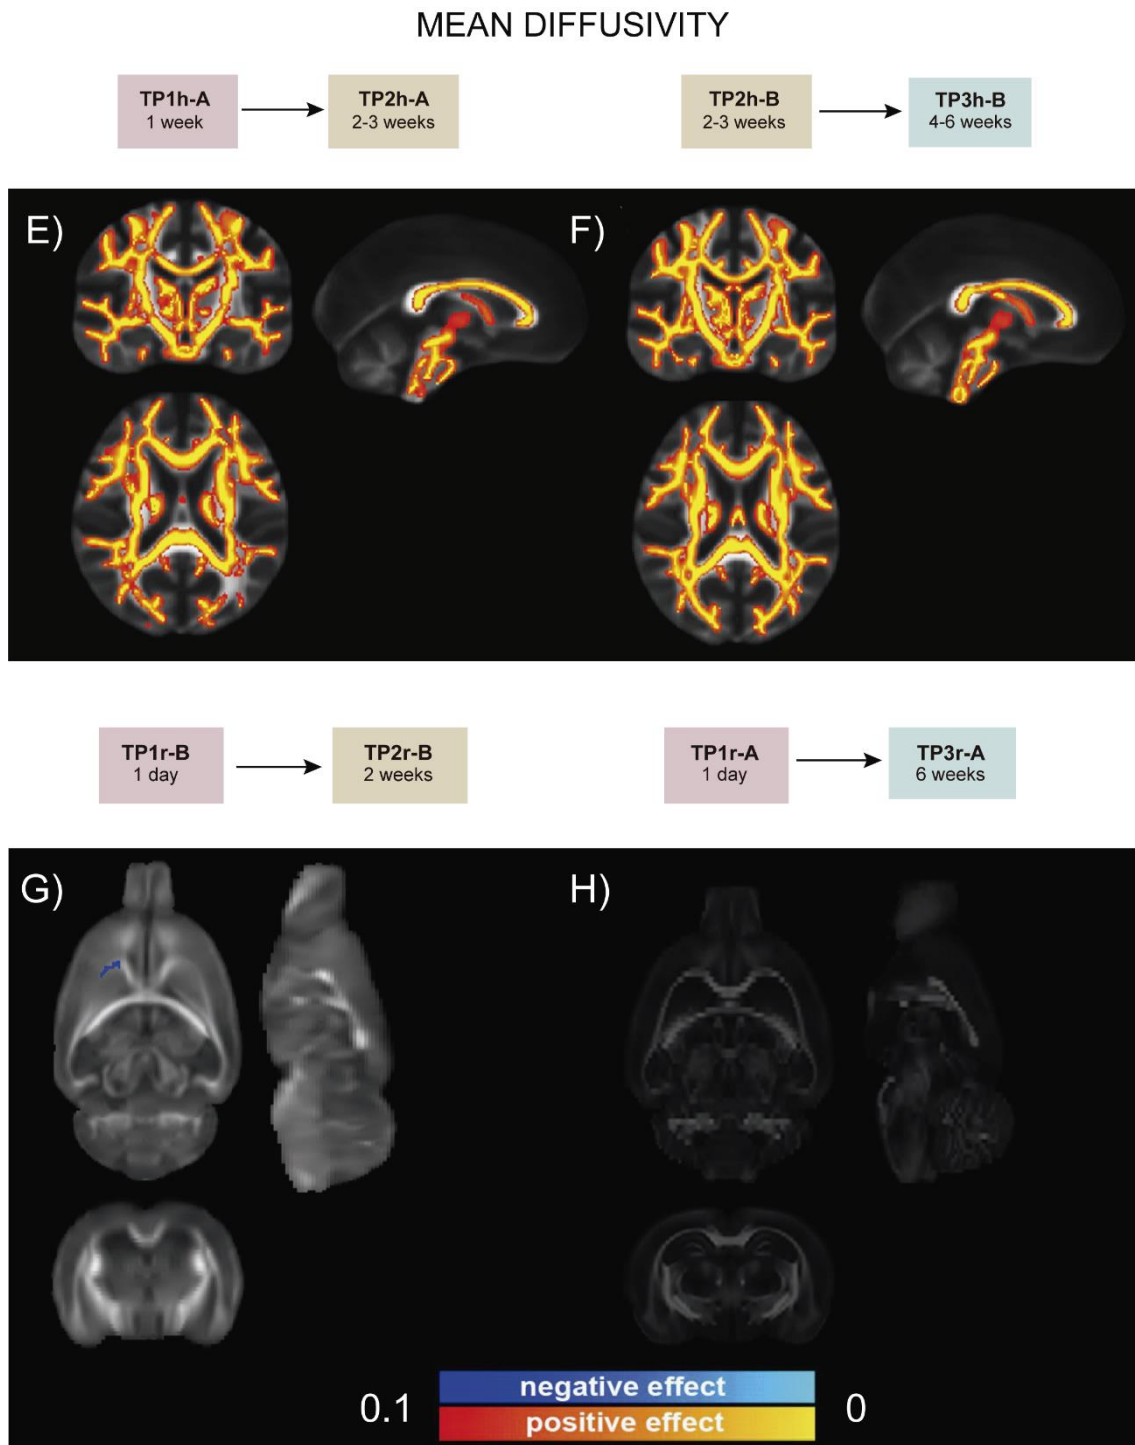 MEAN DIFFUSIVITY
TP1h-A
1 week
TP2h-A
2-3 weeks
TP2h-B
2-3 weeks
TP3h-B
4-6 weeks
E)
F)
TP1r-B
1 day
TP2r-B
2 weeks
TP1r-A
1 day
TP3r-A
6 weeks
G)
H)
0.1
negative effect
positive effect
0